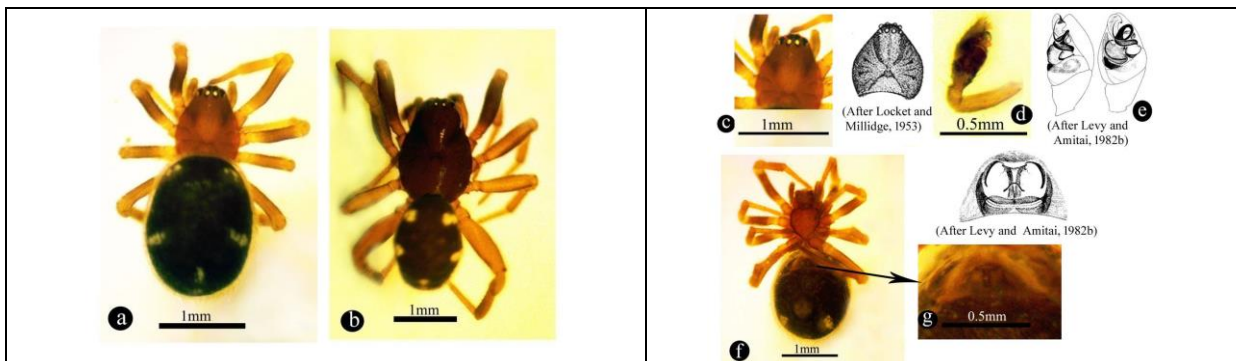 a
1mm
b
1mm
c
1mm
(After Locket and
Millidge, 1953)
d
0.5mm
e
(After Levy and
Amitai, 1982b)
(After Levy and Amitai, 1982b)
f
1mm
g
0.5mm